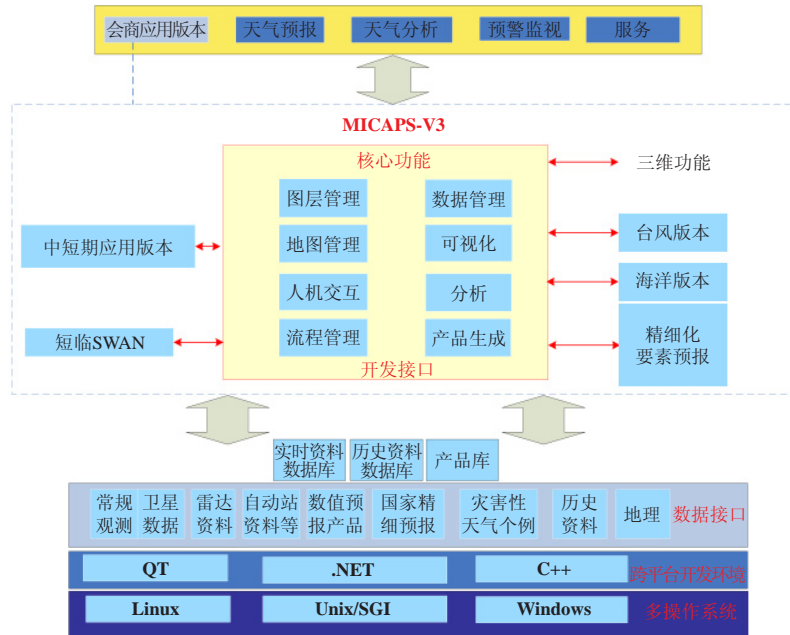 会商应用版本
天气预报
天气分析
预警监视
服务
MICAPS-V3
核心功能
三维功能
图层管理
数据管理
地图管理
可视化
台风版本
中短期应用版本
人机交互
分析
海洋版本
短临SWAN
流程管理
产品生成
精细化
要素预报
开发接口
实时资料
数据库
历史资料
数据库
产品库
常规
观测
卫星
数据
雷达
资料
自动站
资料等
数值预
报产品
国家精
细预报
灾害性
天气个例
历史
资料
地理
数据接口
QT
.NET
C++
跨平台开发环境
Linux
Unix/SGI
Windows
多操作系统